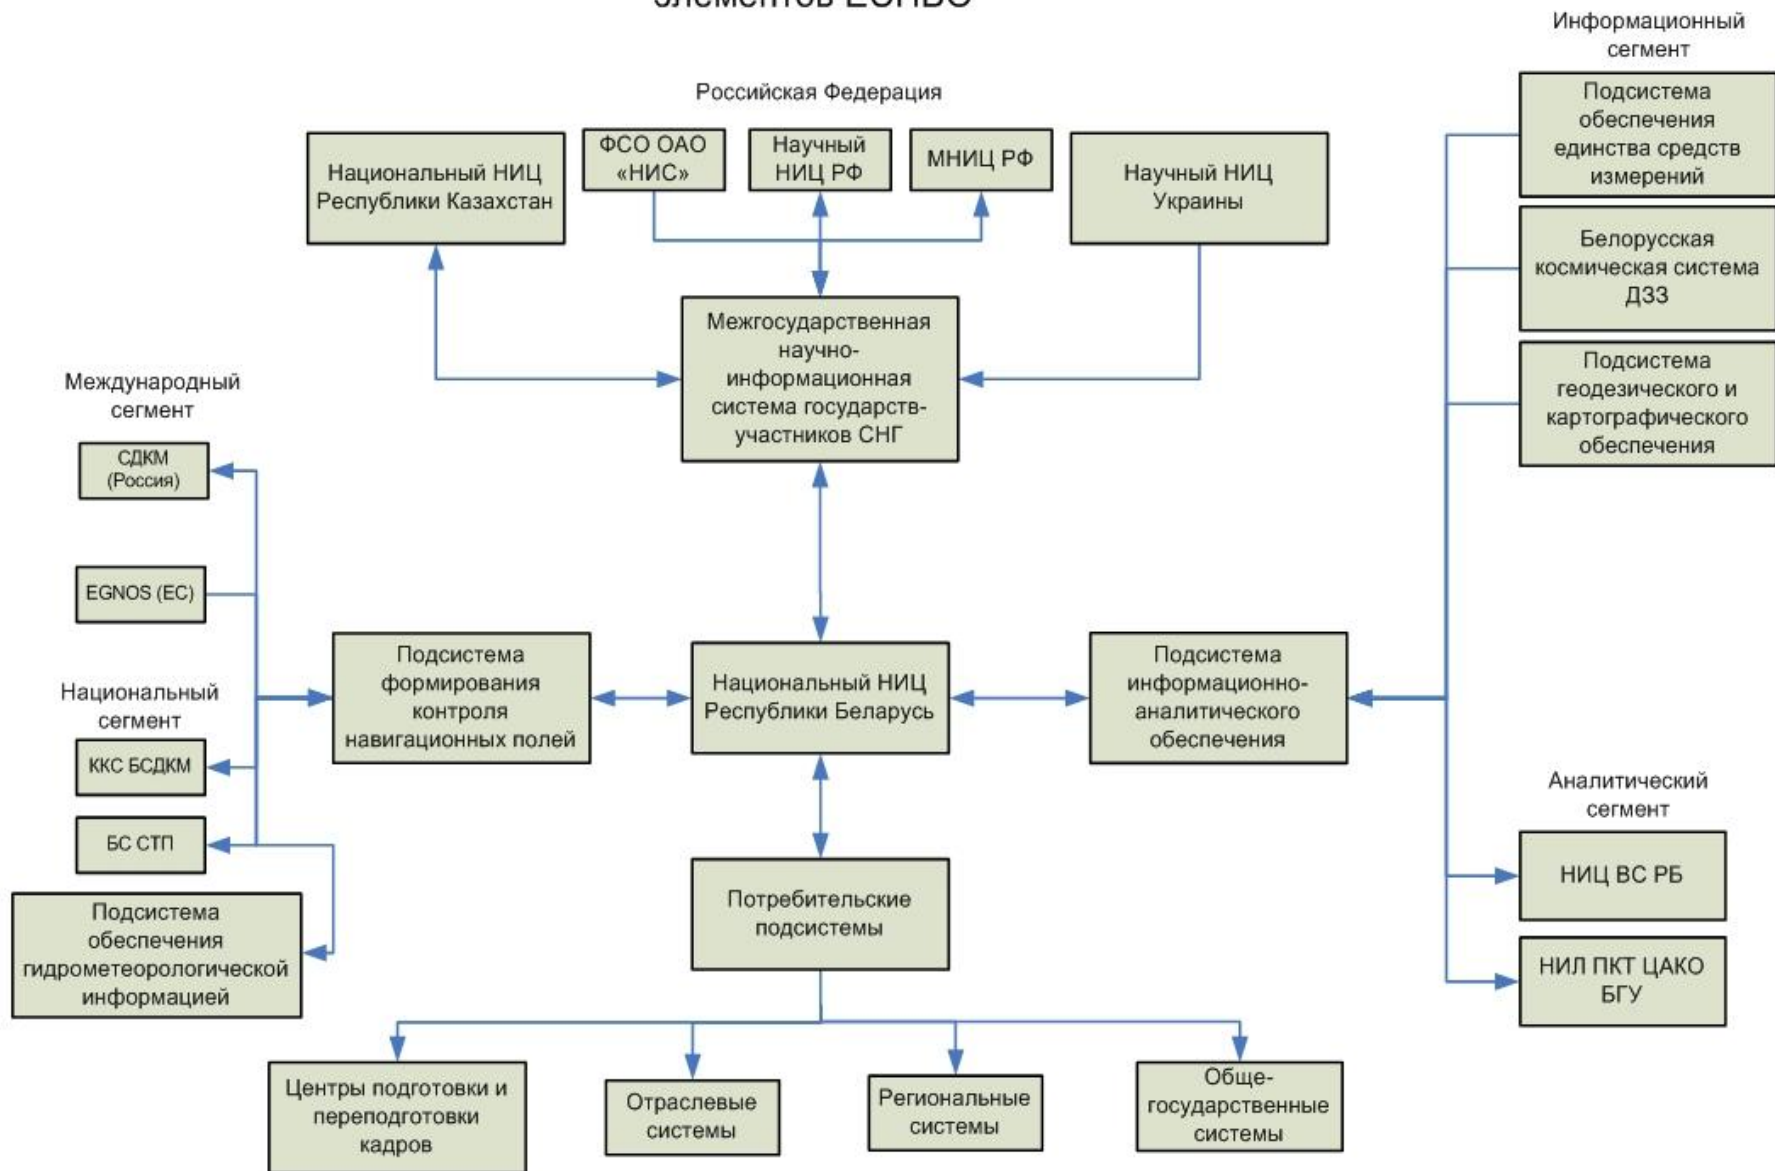 элементов ЕСНВО
Информационный
сегмент
Российская Федерация
Подсистема
обеспечения
единства средств
измерений
Национальный НИЦ
Республики Казахстан
ФСО ОАО
«НИС»
Научный
НИЦ РФ
МНИЦ РФ
Научный НИЦ
Украины
Белорусская
космическая система
ДЗЗ
Межгосударственная
научно-
информационная
система государств-
участников СНГ
Подсистема
геодезического и
картографического
обеспечения
Международный
сегмент
СДКМ
(Россия)
EGNOS (ЕС)
Национальный
сегмент
Подсистема
формирования
контроля
навигационных полей
Национальный НИЦ
Республики Беларусь
Подсистема
информационно-
аналитического
обеспечения
ККС БСДКМ
БС СТП
Подсистема
обеспечения
гидрометеорологической
информацией
Аналитический
сегмент
НИЦ ВС РБ
НИЛ ПКТ ЦАКО
БГУ
Потребительские
подсистемы
Центры подготовки и
переподготовки
кадров
Отраслевые
системы
Региональные
системы
Обще-
государственные
системы